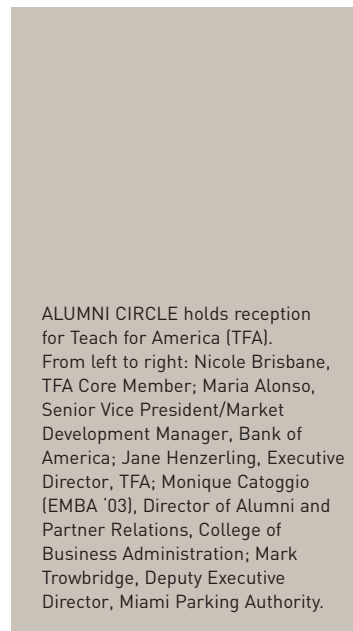 ALUMNI CIRCLE holds reception
for Teach for America (TFA).
From left to right: Nicole Brisbane,
TFA Core Member; Maria Alonso,
Senior Vice President/Market
Development Manager, Bank of
America; Jane Henzerling, Executive
Director, TFA; Monique Catoggio
(EMBA ‘03), Director of Alumni and
Partner Relations, College of
Business Administration; Mark
Trowbridge, Deputy Executive
Director, Miami Parking Authority.